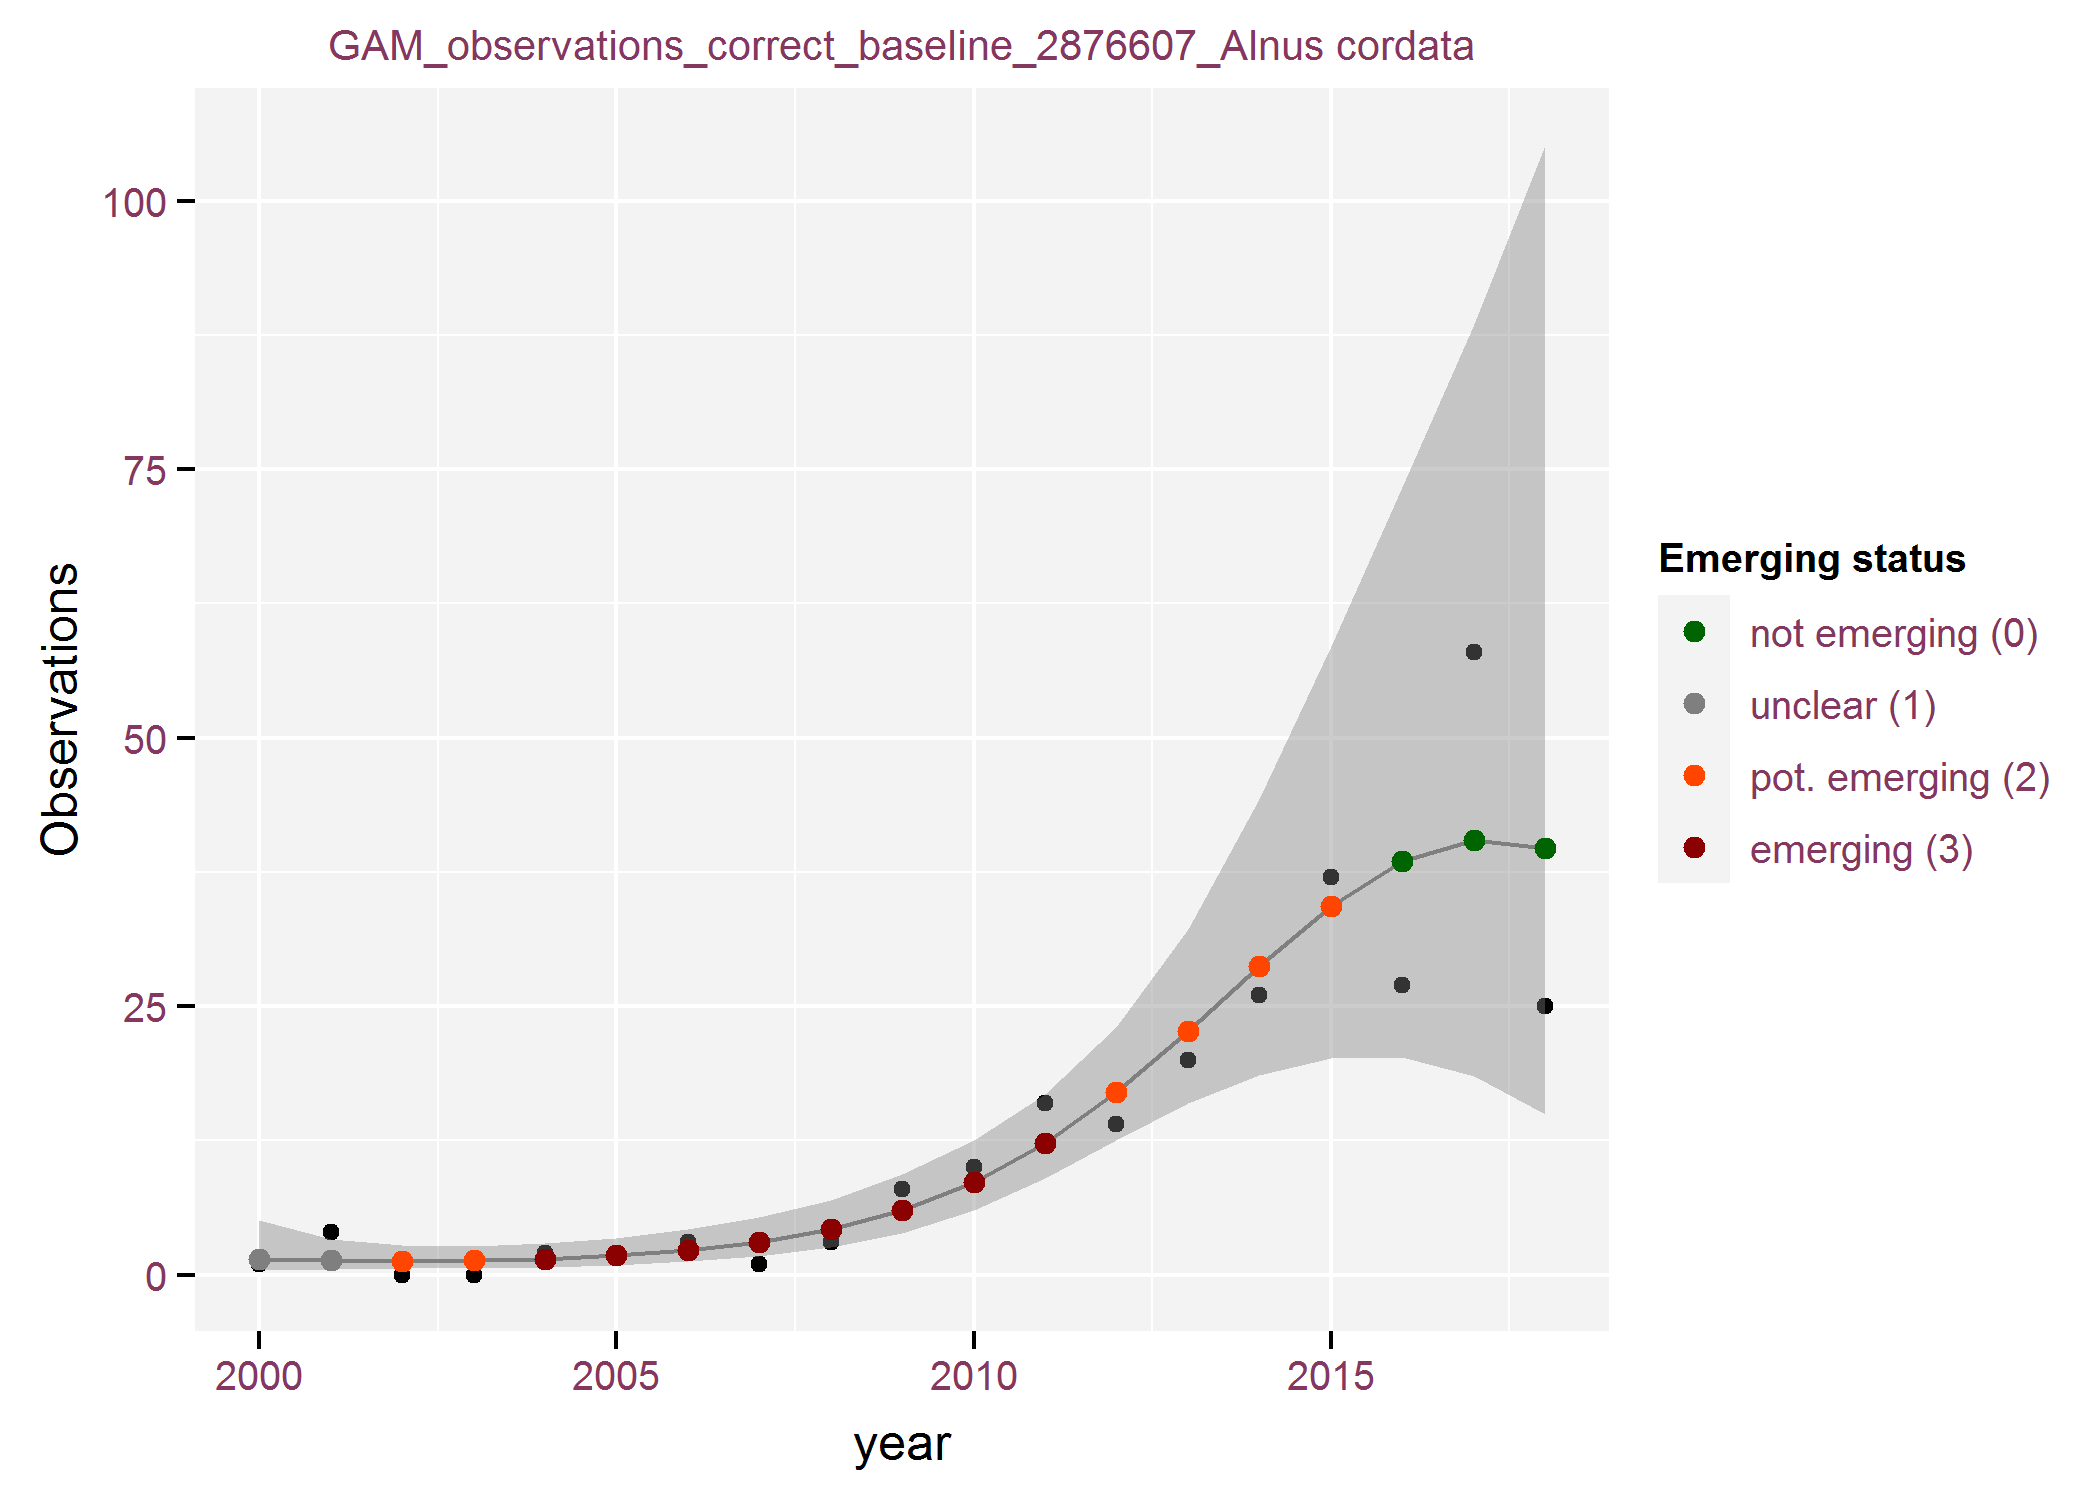 GAM_observations_correct_baseline_2876607_Alnus cordata
Observations
100
75
50
25
0
2000
2005
2010
2015
year
Emerging status
not emerging (0)
unclear (1)
pot. emerging (2)
emerging (3)